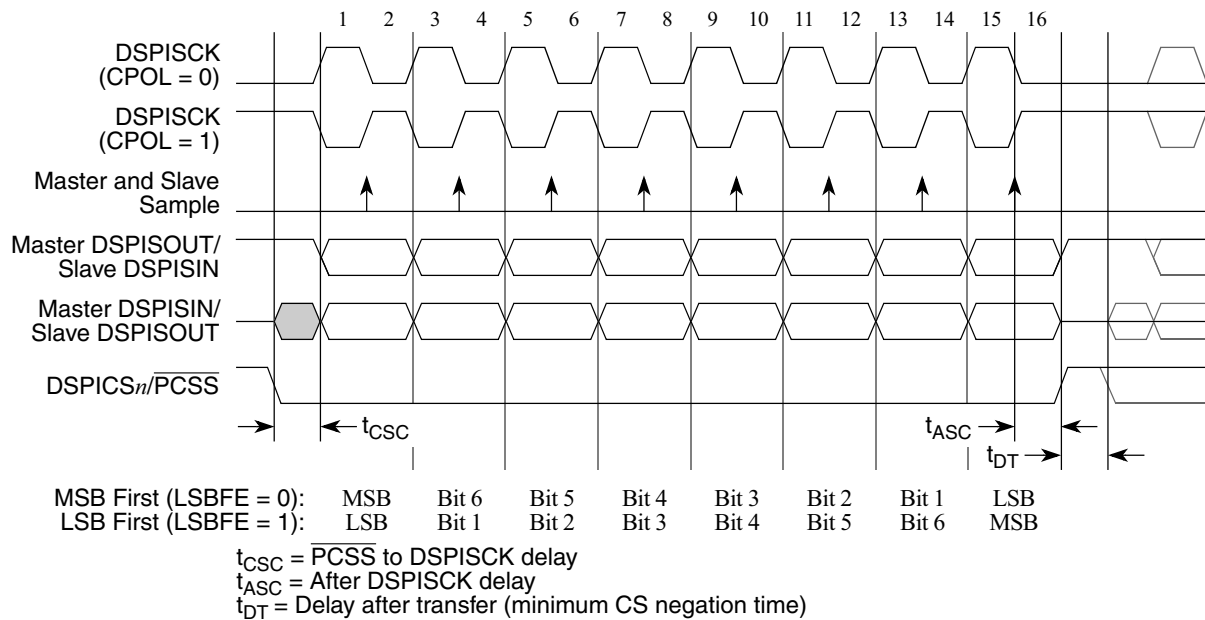 1 2 3 4 5 6 7 8 9 10 11 12 13 14 15 16
DSPISCK
(CPOL = 0)
DSPISCK
(CPOL = 1)
Master and Slave
Sample
Master DSPISOUT/
Slave DSPISIN
Master DSPISIN/
Slave DSPISOUT
DSPICSn/PCSS
tCSC
tASC
tDT
MSB First (LSBFE = 0): MSB Bit 6 Bit 5 Bit 4 Bit 3 Bit 2 Bit 1 LSB
LSB First (LSBFE = 1): LSB Bit 1 Bit 2 Bit 3 Bit 4 Bit 5 Bit 6 MSB
tCSC = PCSS to DSPISCK delay
tASC = After DSPISCK delay
tDT = Delay after transfer (minimum CS negation time)